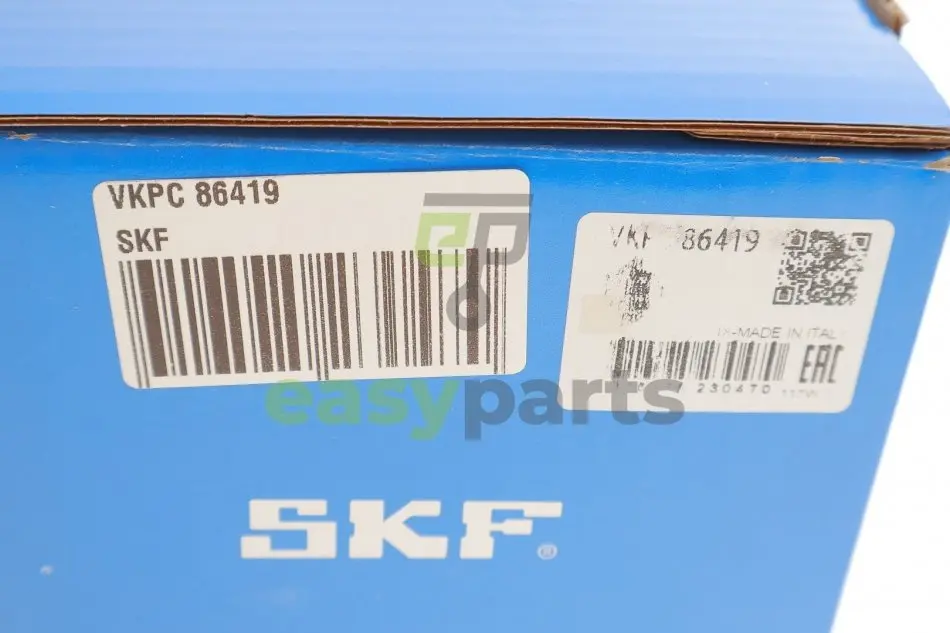 VKPC 86419
SKF
86419
MADE IN ITALY
230470
EAC
easyparts
SKF®